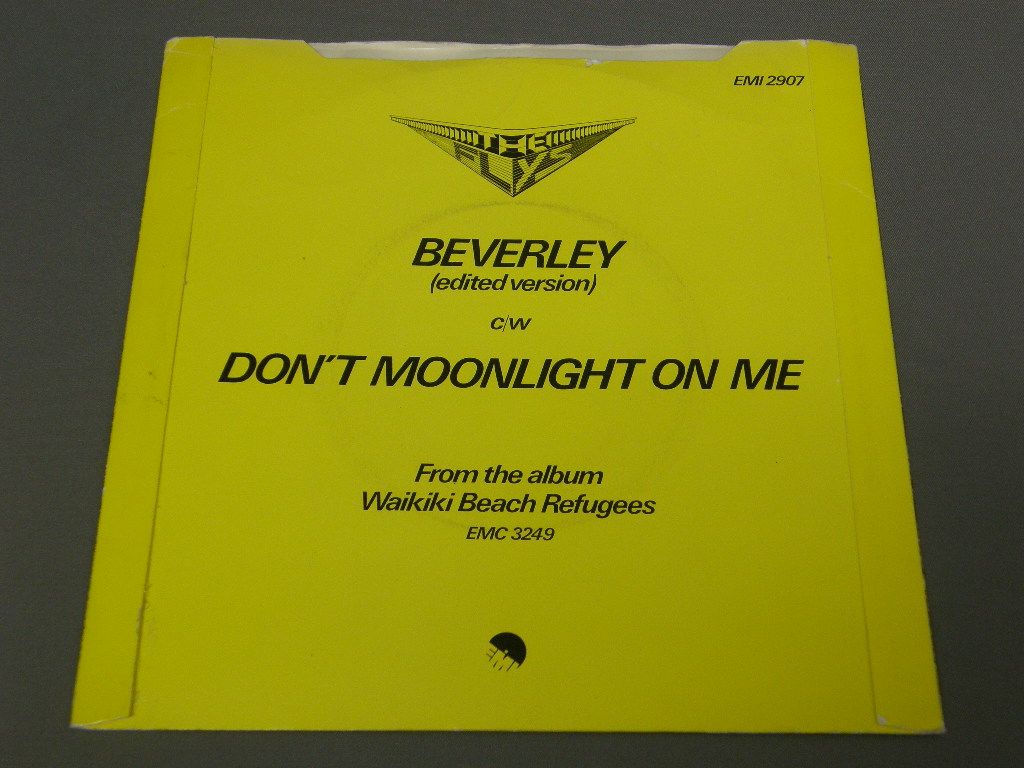 EMI 2907
THE
FLYS
BEVERLEY
(edited version)
c/w
DON'T MOONLIGHT ON ME
From the album
Waikiki Beach Refugees
EMC 3249
EMI